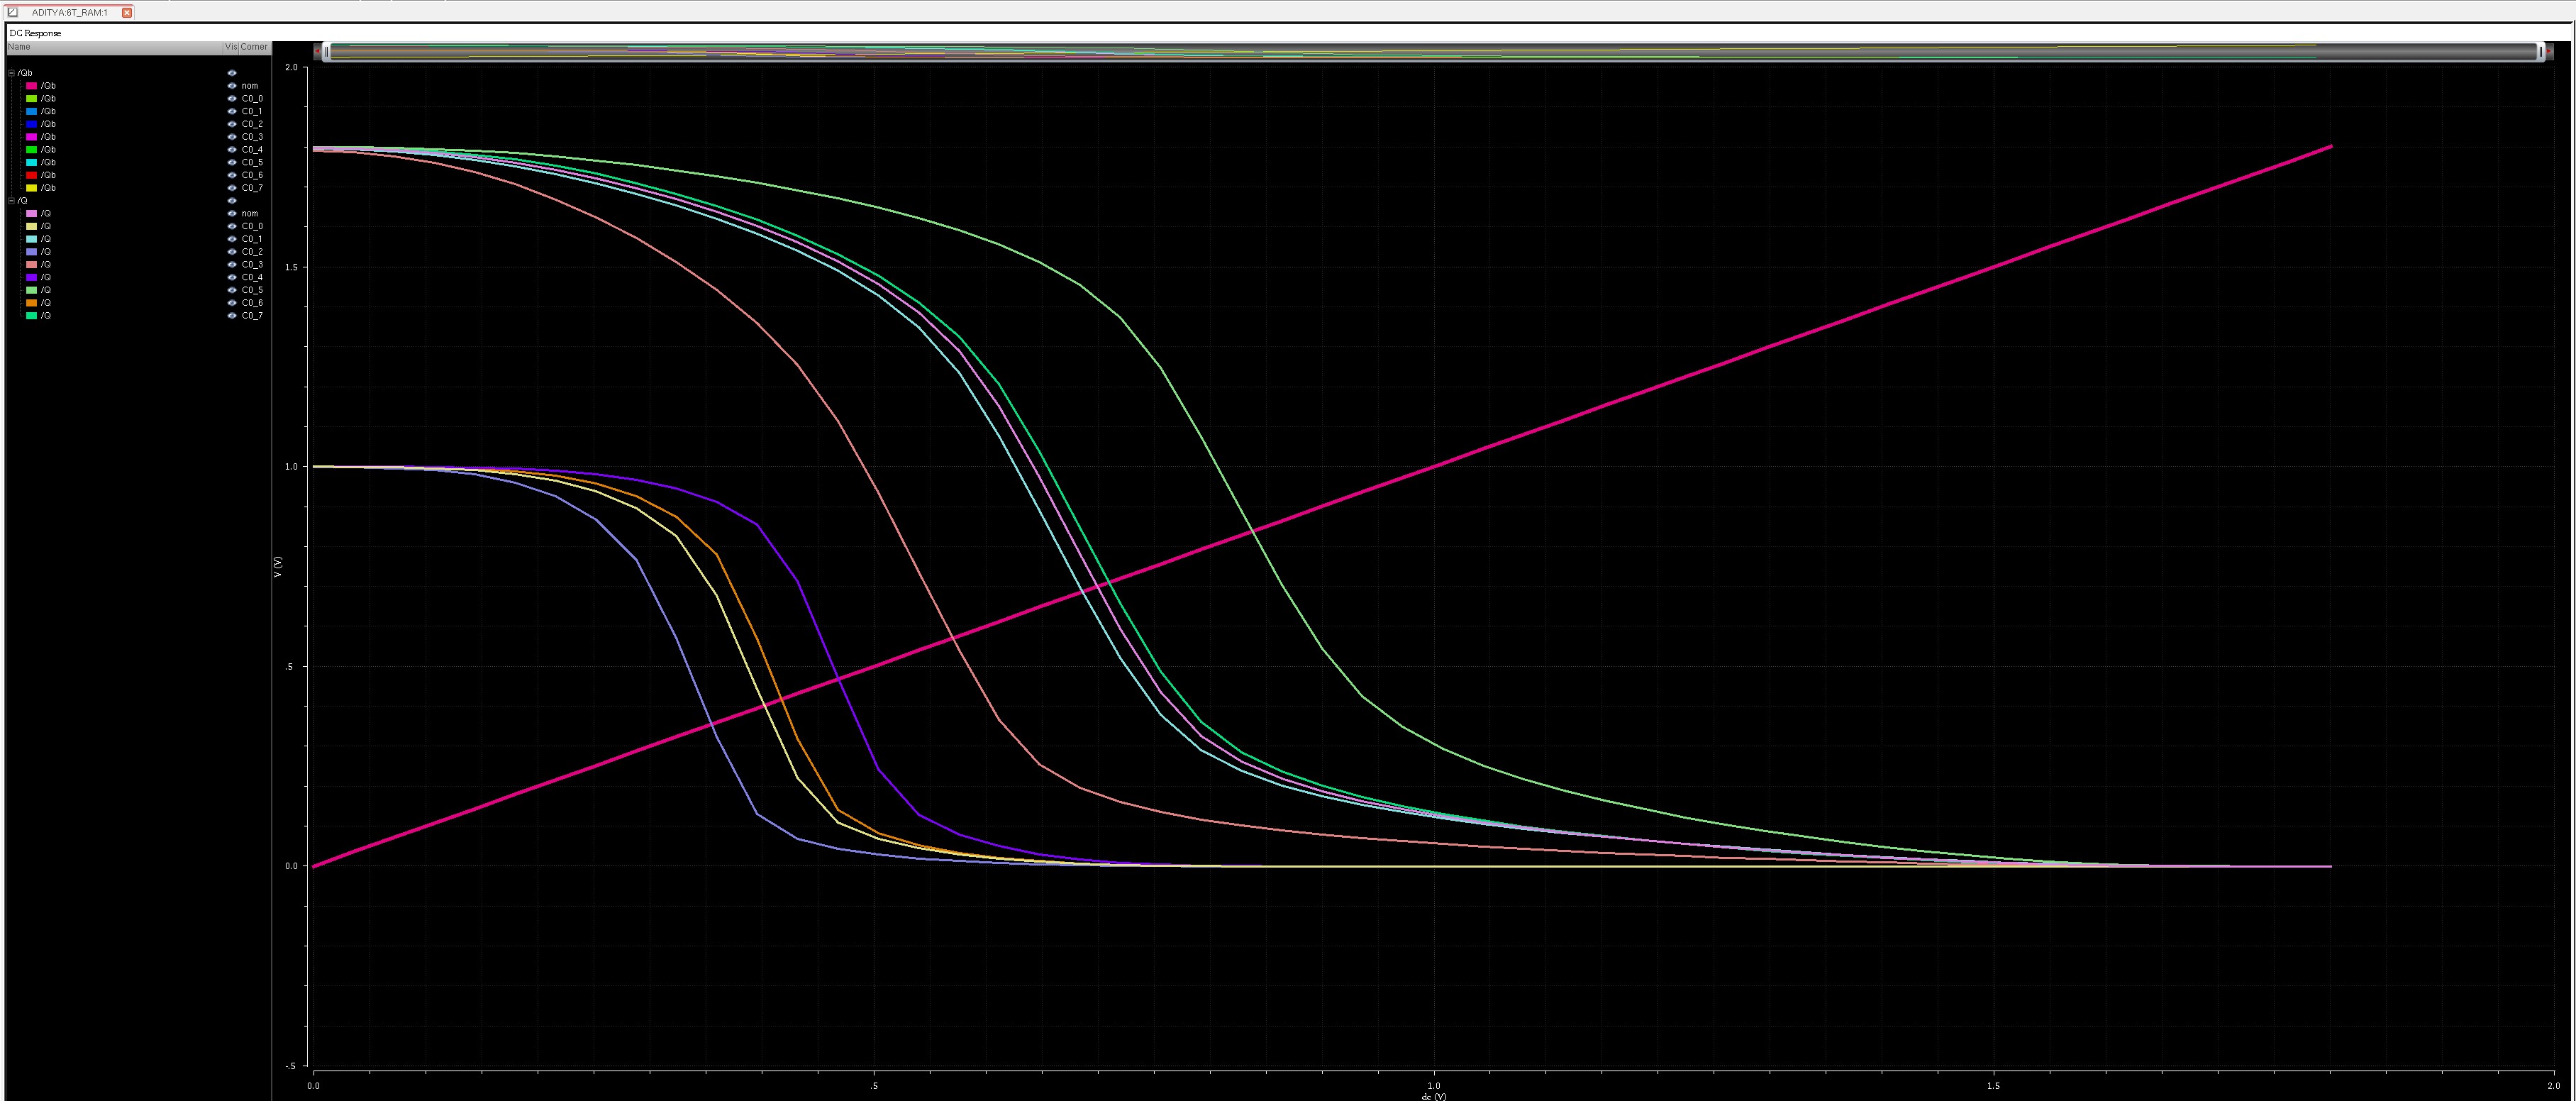 ADITYA:6T_RAM:1
DC Response
Name Vis Corner
/Qb
/Qb nom
/Qb C0_0
/Qb C0_1
/Qb C0_2
/Qb C0_3
/Qb C0_4
/Qb C0_5
/Qb C0_6
/Qb C0_7
/Q
/Q nom
/Q C0_0
/Q C0_1
/Q C0_2
/Q C0_3
/Q C0_4
/Q C0_5
/Q C0_6
/Q C0_7
2.0
1.5
1.0
.5
0.0
-.5
V (V)
0.0 .5 1.0 1.5 2.0
dc (V)